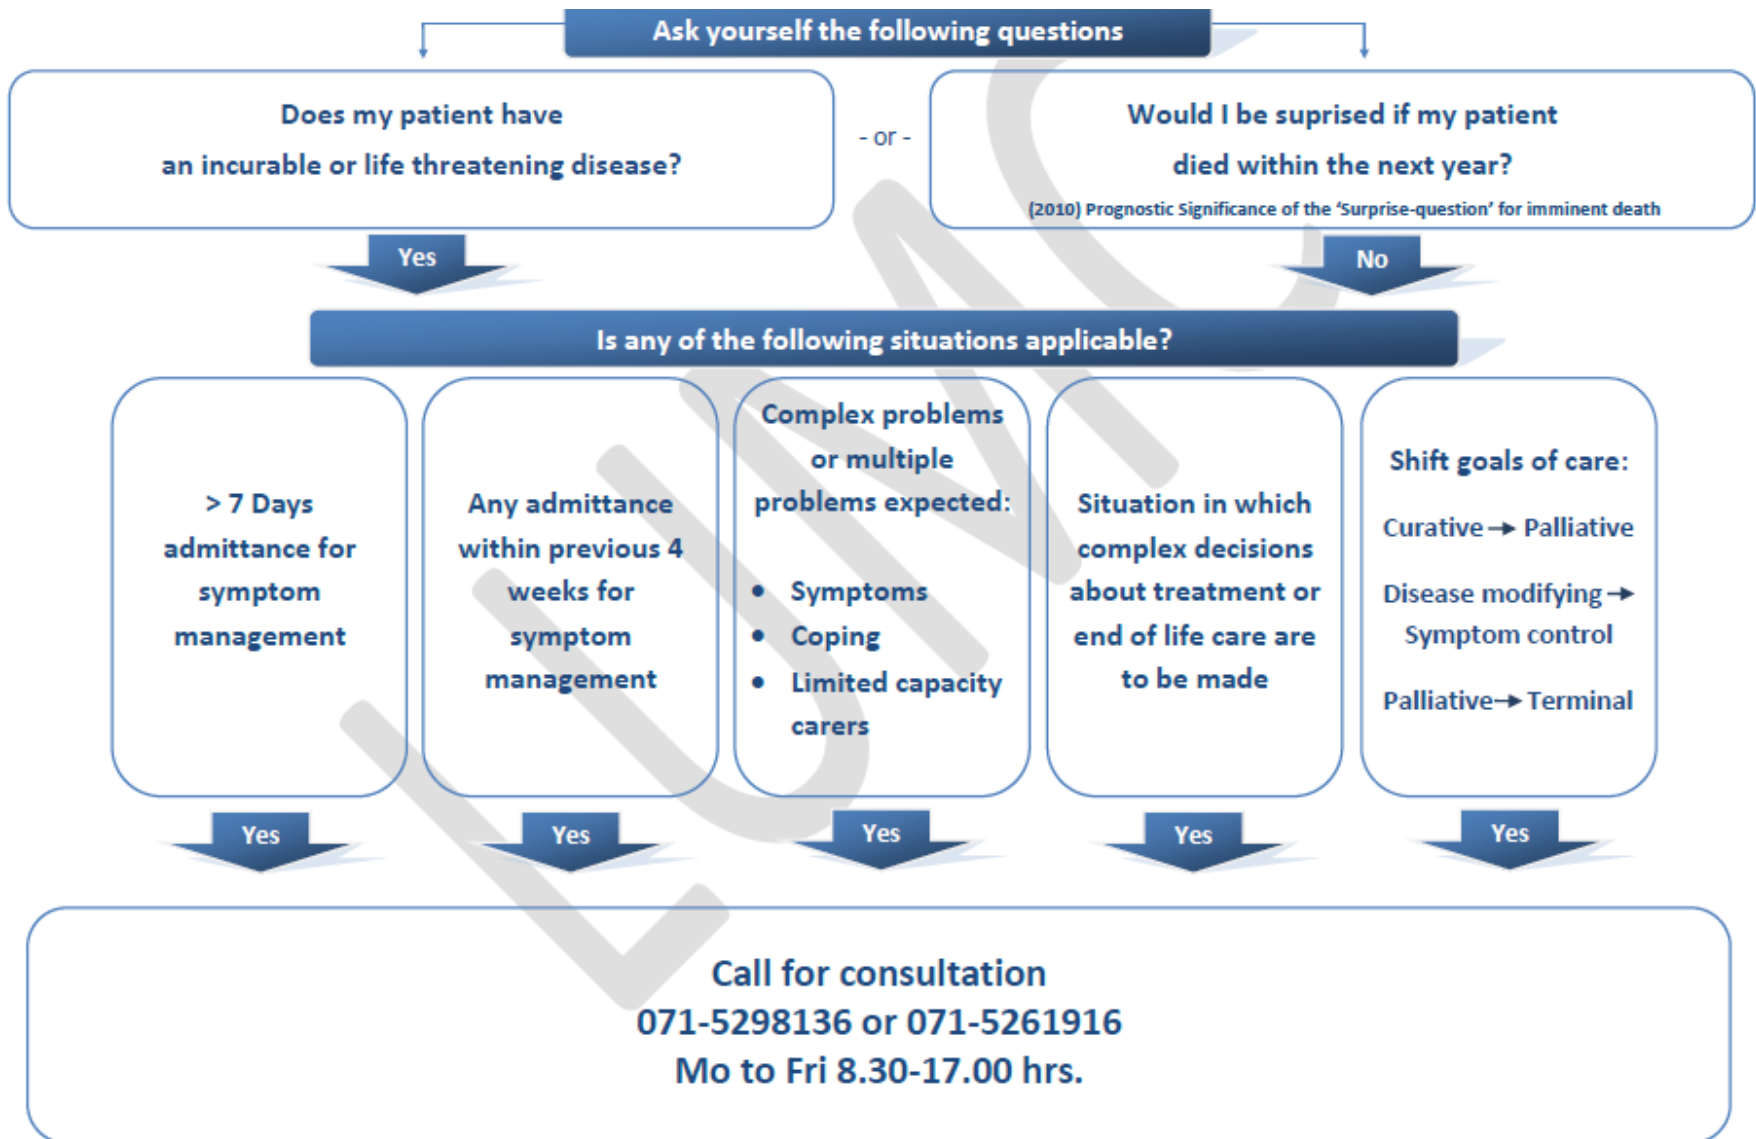 Ask yourself the following questions
Does my patient have
an incurable or life threatening disease?
- or -
Would I be suprised if my patient
died within the next year?
(2010) Prognostic Significance of the ‘Surprise-question’ for imminent death
Yes
No
Is any of the following situations applicable?
> 7 Days
admittance for
symptom
management
Any admittance
within previous 4
weeks for
symptom
management
Complex problems
or multiple
problems expected:
• Symptoms
• Coping
• Limited capacity
carers
Situation in which
complex decisions
about treatment or
end of life care are
to be made
Shift goals of care:
Curative → Palliative
Disease modifying →
Symptom control
Palliative → Terminal
Yes
Yes
Yes
Yes
Yes
Call for consultation
071-5298136 or 071-5261916
Mo to Fri 8.30-17.00 hrs.
LUMC